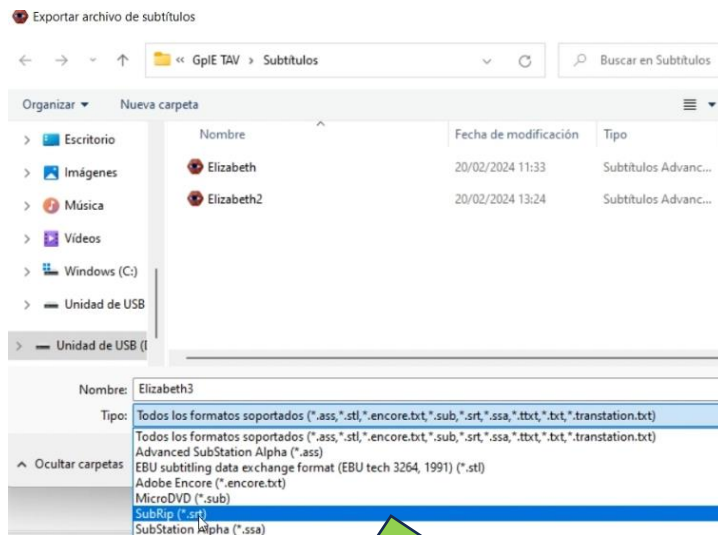 Exportar archivo de subtítulos
« GpIE TAV > Subtítulos
Buscar en Subtítulos
Organizar
Nueva carpeta
Nombre
Fecha de modificación
Tipo
Escritorio
Imágenes
Música
Vídeos
Windows (C:)
Unidad de USB
Unidad de USB (
Elizabeth 20/02/2024 11:33 Subtítulos Advanc...
Elizabeth2 20/02/2024 13:24 Subtítulos Advanc...
Nombre: Elizabeth3
Tipo: Todos los formatos soportados (*.ass,*.stl,*.encore.txt,*.sub,*.srt,*.ssa,*.ttxt,*.txt,*.transtation.txt)
Todos los formatos soportados (*.ass,*.stl,*.encore.txt,*.sub,*.srt,*.ssa,*.ttxt,*.txt,*.transtation.txt)
Advanced SubStation Alpha (*.ass)
EBU subtitling data exchange format (EBU tech 3264, 1991) (*.stl)
Adobe Encore (*.encore.txt)
MicroDVD (*.sub)
SubRip (*.srt)
SubStation Alpha (*.ssa)
Ocultar carpetas